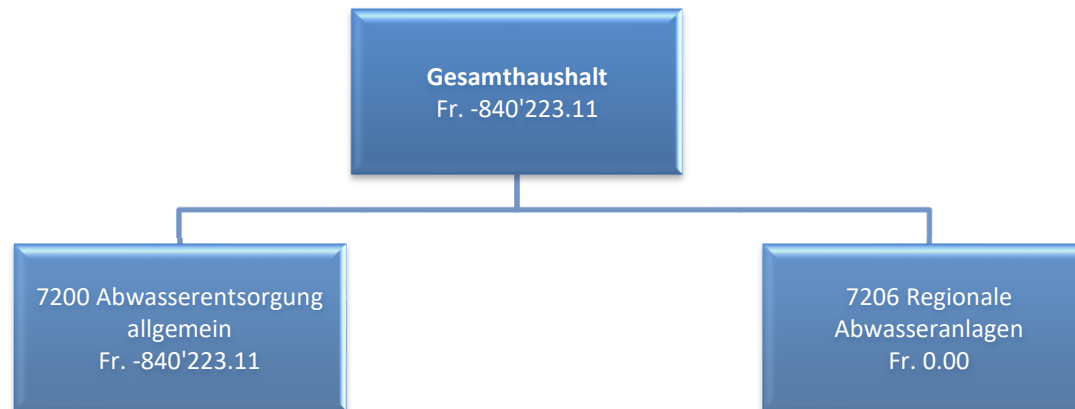 Gesamthaushalt
Fr. -840'223.11
7200 Abwasserentsorgung
allgemein
Fr. -840'223.11
7206 Regionale
Abwasseranlagen
Fr. 0.00